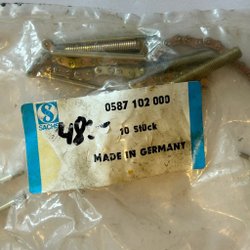 0587 102 000
SACHS
48.-
10 Stück
MADE IN GERMANY